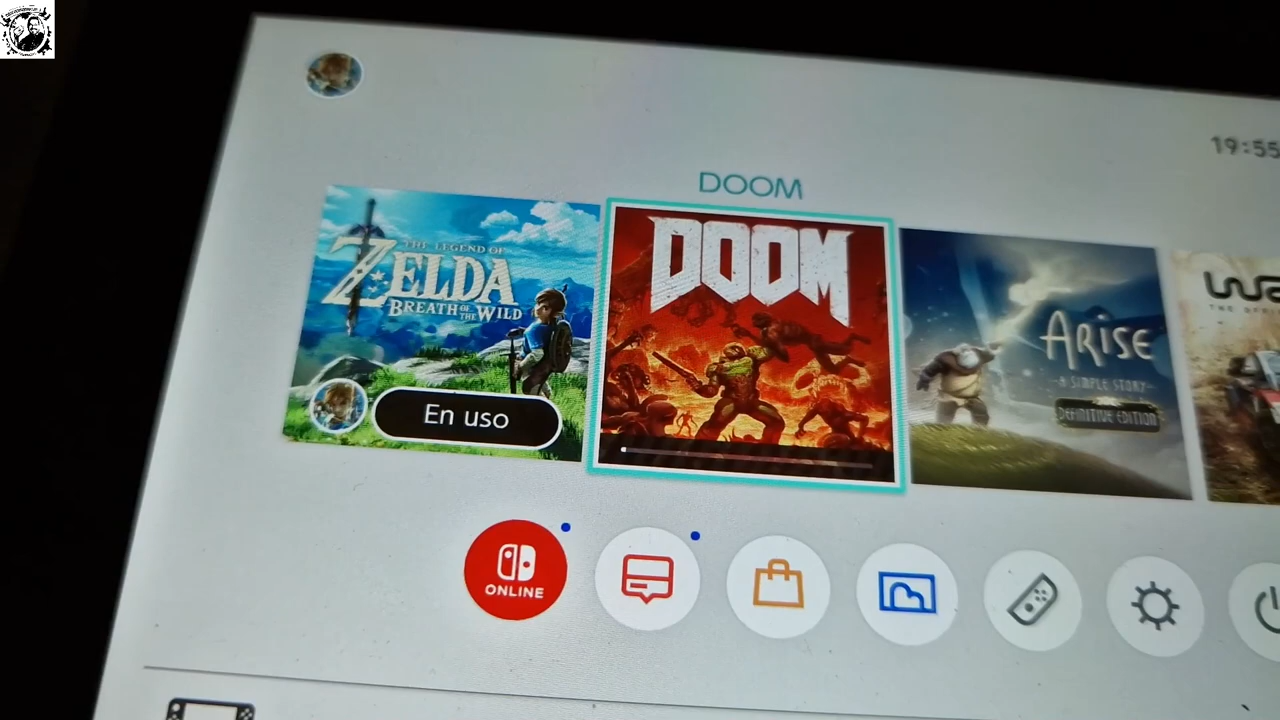 19:55
DOOM
THE LEGEND OF
ZELDA
BREATH OF THE WILD
En uso
DOOM
ARISE
A SIMPLE STORY
DEFINITIVE EDITION
ONLINE